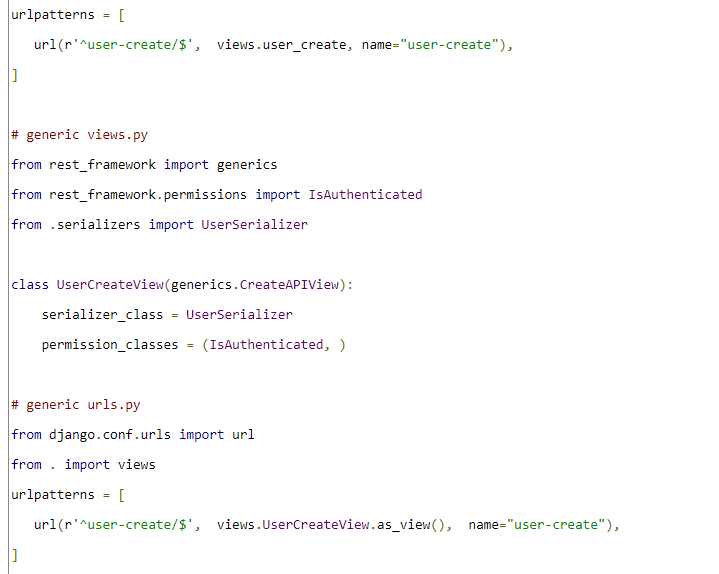 urlpatterns = [
   url(r'^user-create/$',  views.user_create, name="user-create"),
]
# generic views.py
from rest_framework import generics
from rest_framework.permissions import IsAuthenticated
from .serializers import UserSerializer
class UserCreateView(generics.CreateAPIView):
    serializer_class = UserSerializer
    permission_classes = (IsAuthenticated, )
# generic urls.py
from django.conf.urls import url
from . import views
urlpatterns = [
   url(r'^user-create/$',  views.UserCreateView.as_view(),  name="user-create"),
]